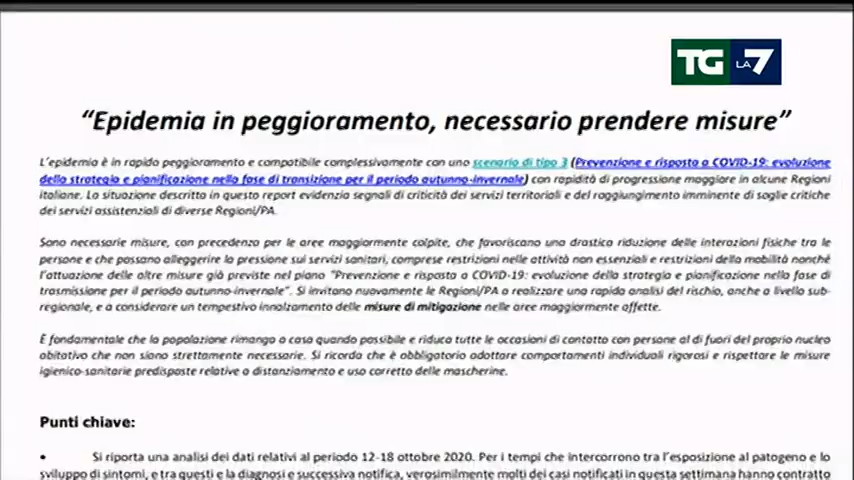 TG LA 7
“Epidemia in peggioramento, necessario prendere misure”
L’epidemia è in rapido peggioramento e compatibile complessivamente con uno scenario di tipo 3 (Prevenzione e risposta a COVID-19: evoluzione
della strategia e pianificazione nella fase di transizione per il periodo autunno-invernale) con rapidità di progressione maggiore in alcune Regioni
italiane. La situazione descritta in questo report evidenzia segnali di criticità dei servizi territoriali e del raggiungimento imminente di soglie critiche
dei servizi assistenziali di diverse Regioni/PA.
Sono necessarie misure, con precedenza per le aree maggiormente colpite, che favoriscano una drastica riduzione delle interazioni fisiche tra le
persone e che possano alleggerire la pressione sui servizi sanitari, comprese restrizioni nelle attività non essenziali e restrizioni della mobilità nonché
l’attuazione delle altre misure già previste nel piano “Prevenzione e risposta a COVID-19: evoluzione della strategia e pianificazione nella fase di
trasmissione per il periodo autunno-invernale”. Si invitano nuovamente le Regioni/PA a realizzare una rapida analisi del rischio, anche a livello sub-
regionale, e a considerare un tempestivo innalzamento delle misure di mitigazione nelle aree maggiormente affette.
È fondamentale che la popolazione rimanga a casa quando possibile e riduca tutte le occasioni di contatto con persone al di fuori del proprio nucleo
abitativo che non siano strettamente necessarie. Si ricorda che è obbligatorio adottare comportamenti individuali rigorosi e rispettare le misure
igienico-sanitarie predisposte relative a distanziamento e uso corretto delle mascherine.
Punti chiave:
• Si riporta una analisi dei dati relativi al periodo 12-18 ottobre 2020. Per i tempi che intercorrono tra l’esposizione al patogeno e lo
sviluppo di sintomi, e tra questi e la diagnosi e successiva notifica, verosimilmente molti dei casi notificati in questa settimana hanno contratto